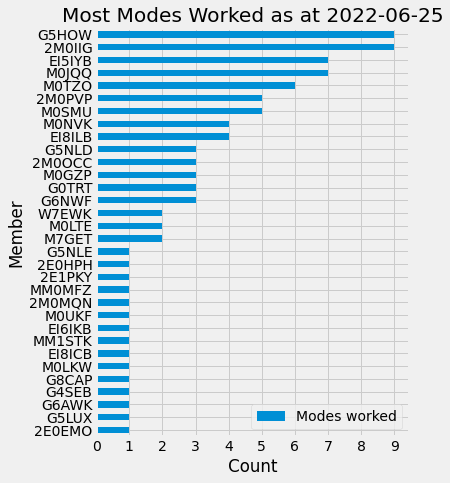 Most Modes Worked as at 2022-06-25
G5HOW
2M0IIG
EI5IYB
M0JQQ
M0TZO
2M0PVP
M0SMU
M0NVK
EI8ILB
G5NLD
2M0OCC
M0GZP
G0TRT
G6NWF
W7EWK
M0LTE
M7GET
G5NLE
2E0HPH
2E1PKY
MM0MFZ
2M0MQN
M0UKF
EI6IKB
MM1STK
EI8ICB
M0LKW
G8CAP
G4SEB
G6AWK
G5LUX
2E0EMO
Member
Modes worked
0 1 2 3 4 5 6 7 8 9
Count